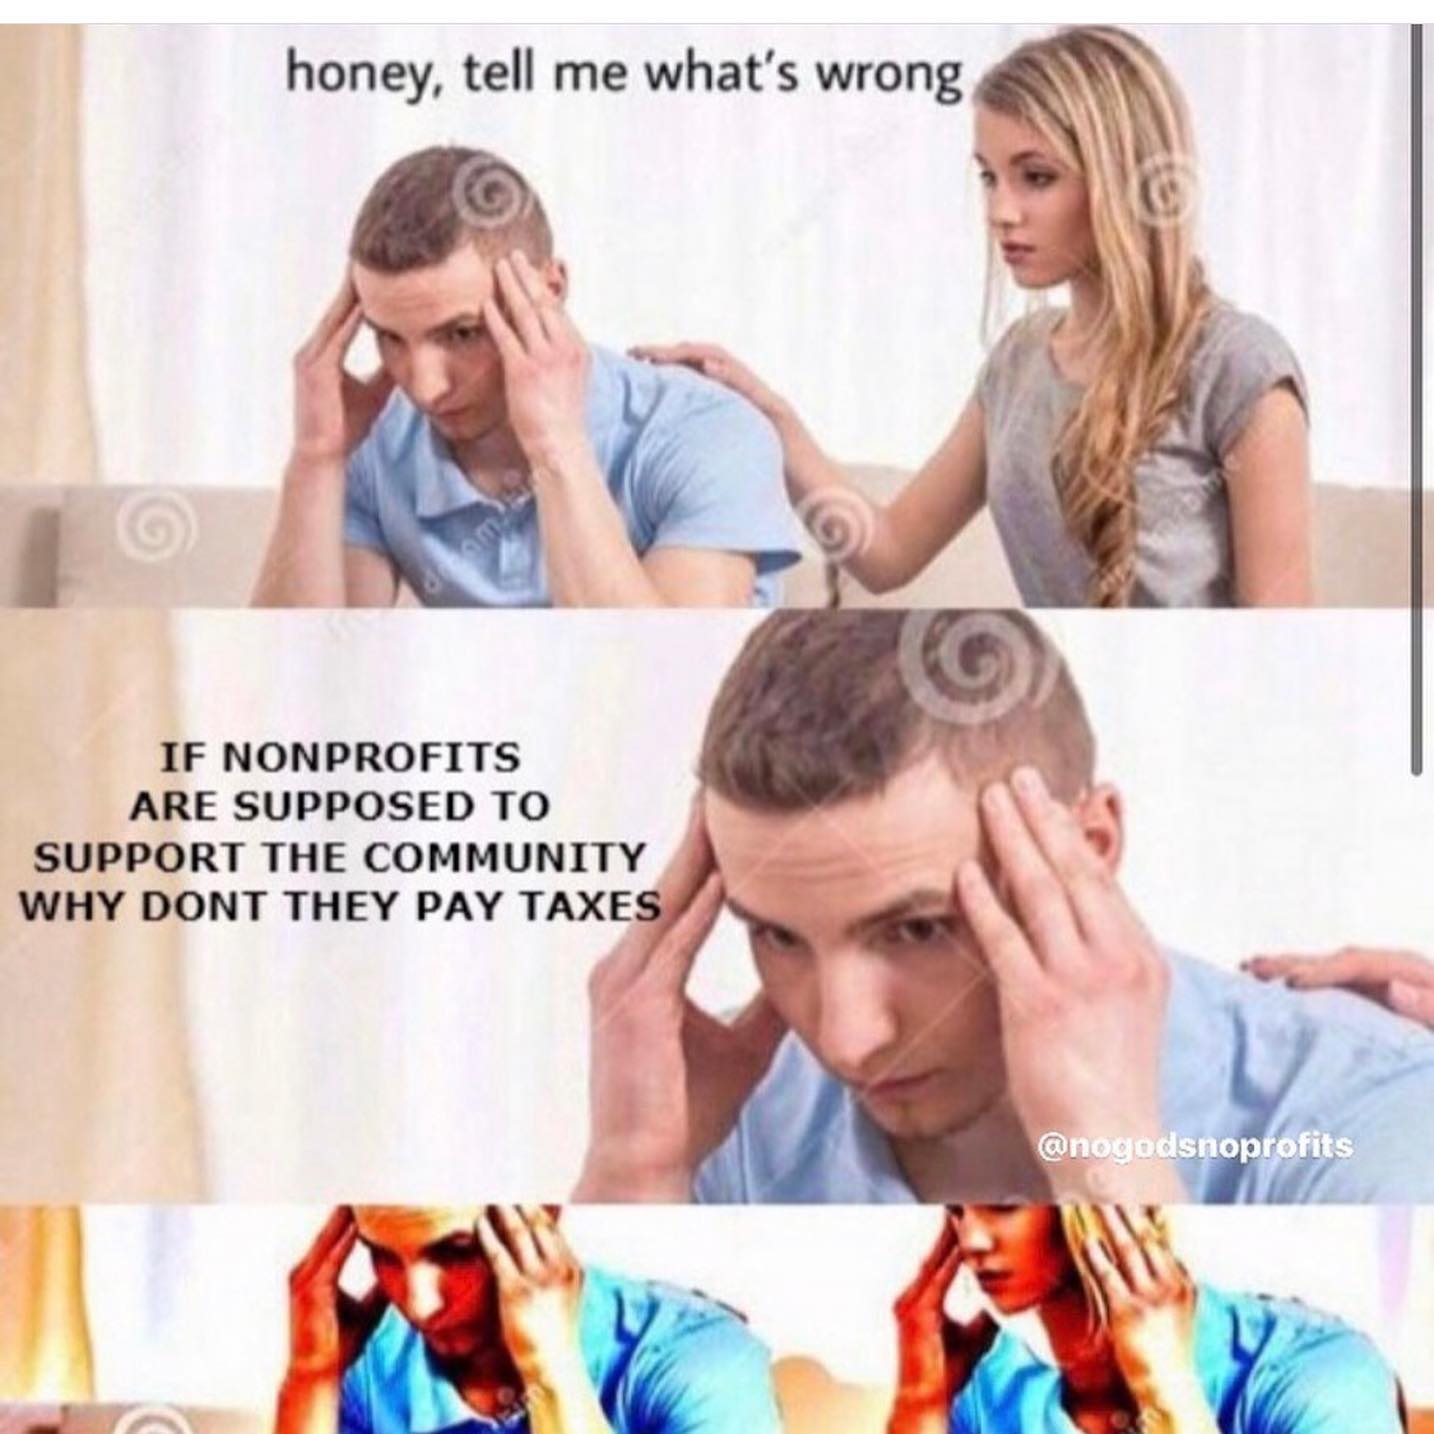 honey, tell me what's wrong
IF NONPROFITS
ARE SUPPOSED TO
SUPPORT THE COMMUNITY
WHY DONT THEY PAY TAXES
@nogodsnoprofits